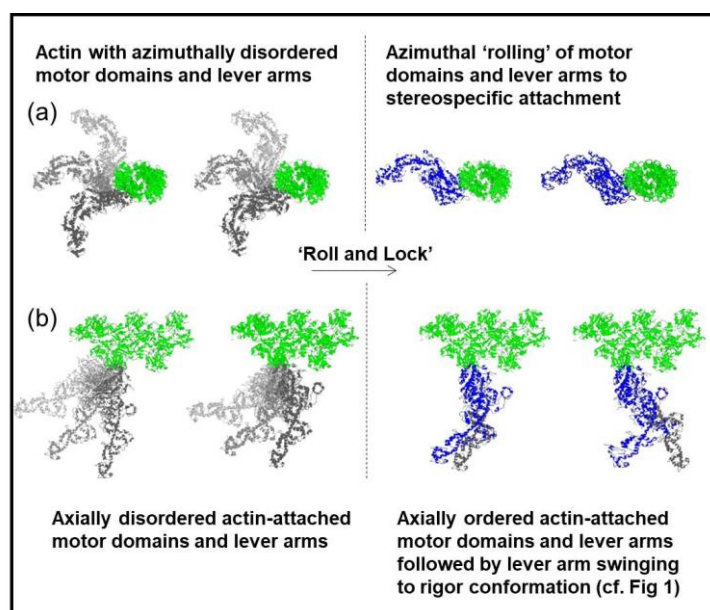 Actin with azimuthally disordered
motor domains and lever arms
Azimuthal ‘rolling’ of motor
domains and lever arms to
stereospecific attachment
(a)
‘Roll and Lock’
(b)
Axially disordered actin-attached
motor domains and lever arms
Axially ordered actin-attached
motor domains and lever arms
followed by lever arm swinging
to rigor conformation (cf. Fig 1)